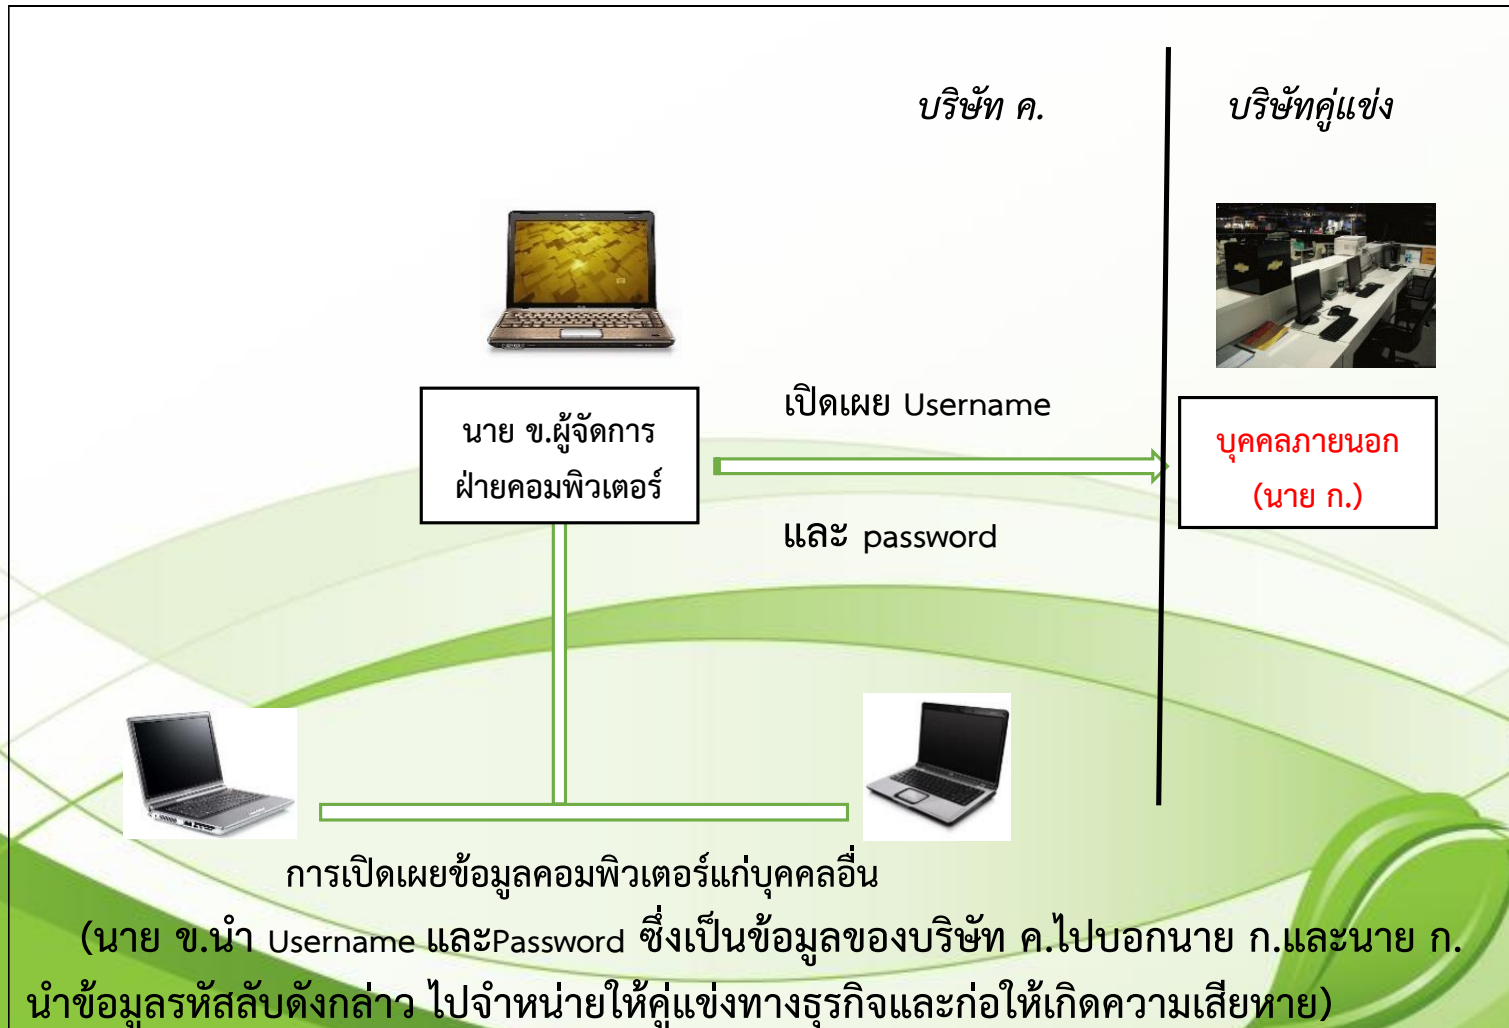 บริษัท ค.
บริษัทคู่แข่ง
นาย ข.ผู้จัดการ
ฝ่ายคอมพิวเตอร์
เปิดเผย Username
และ password
บุคคลภายนอก
(นาย ก.)
การเปิดเผยข้อมูลคอมพิวเตอร์แก่บุคคลอื่น
(นาย ข.นำ Username และPassword ซึ่งเป็นข้อมูลของบริษัท ค.ไปบอกนาย ก.และนาย ก.
นำข้อมูลรหัสลับดังกล่าว ไปจำหน่ายให้คู่แข่งทางธุรกิจและก่อให้เกิดความเสียหาย)